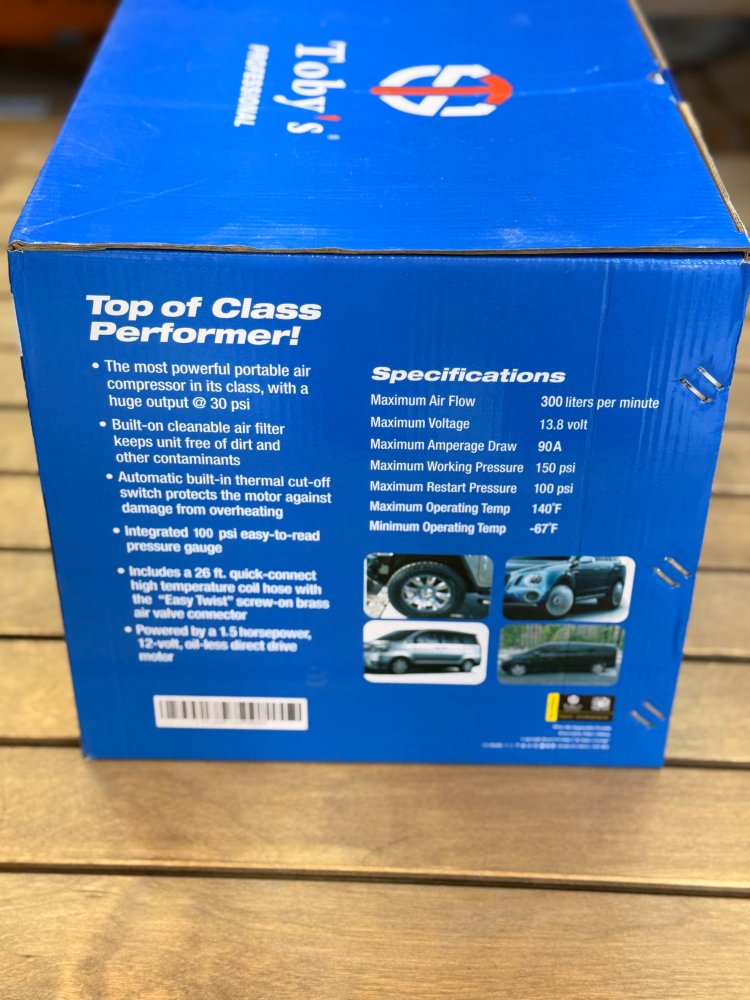 Toby's
PROFESSIONAL
Top of Class
Performer!
• The most powerful portable air
compressor in its class, with a
huge output @ 30 psi
• Built-on cleanable air filter
keeps unit free of dirt and
other contaminants
• Automatic built-in thermal cut-off
switch protects the motor against
damage from overheating
• Integrated 100 psi easy-to-read
pressure gauge
• Includes a 26 ft. quick-connect
high temperature coil hose with
the "Easy Twist" screw-on brass
air valve connector
• Powered by a 1.5 horsepower,
12-volt, oil-less direct drive
motor
Specifications
Maximum Air Flow 300 liters per minute
Maximum Voltage 13.8 volt
Maximum Amperage Draw 90A
Maximum Working Pressure 150 psi
Maximum Restart Pressure 100 psi
Maximum Operating Temp 140°F
Minimum Operating Temp -67°F